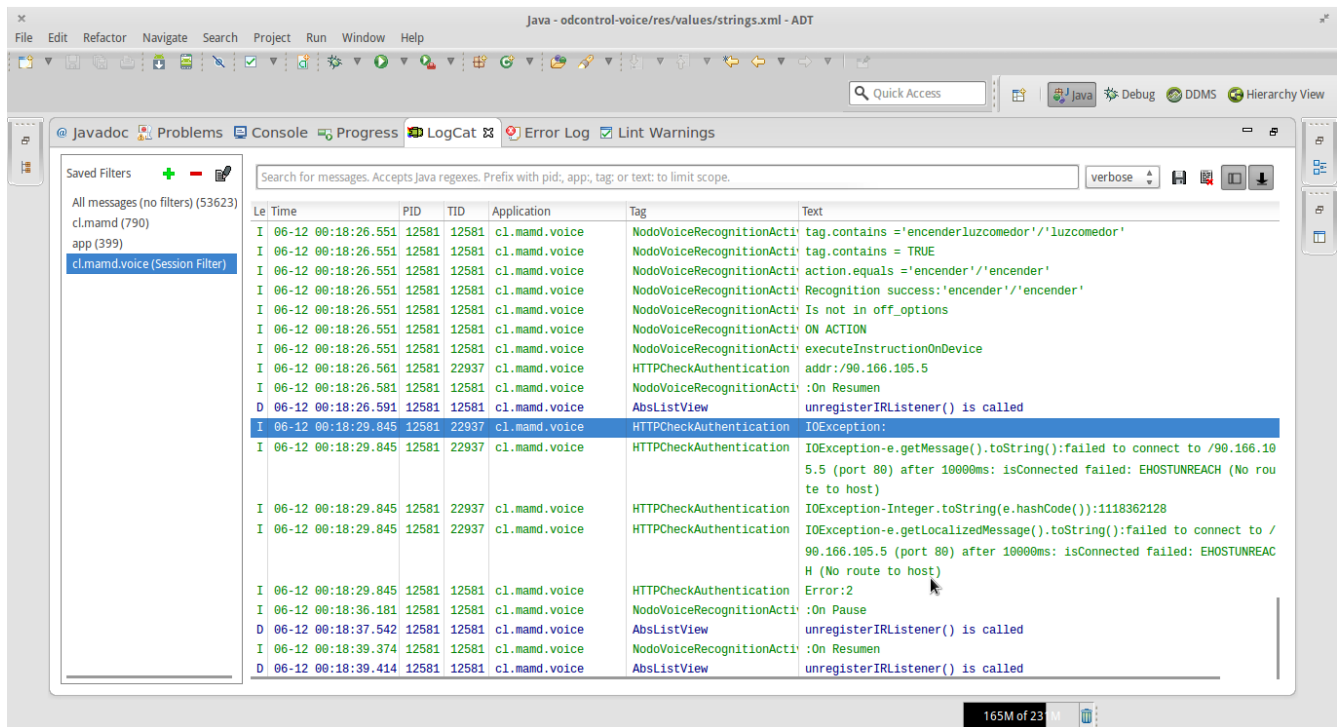 Java - odcontrol-voice/res/values/strings.xml - ADT
File Edit Refactor Navigate Search Project Run Window Help
Quick Access
Java Debug DDMS Hierarchy View
@ Javadoc Problems Console Progress LogCat Error Log Lint Warnings
Saved Filters
Search for messages. Accepts Java regexes. Prefix with pid:, app:, tag: or text: to limit scope.
verbose
All messages (no filters) (53623)
cl.mamd (790)
app (399)
cl.mamd.voice (Session Filter)
Le Time PID TID Application Tag Text
I 06-12 00:18:26.551 12581 12581 cl.mamd.voice NodoVoiceRecognitionActi tag.contains ='encenderluzcomedor'/'luzcomedor'
I 06-12 00:18:26.551 12581 12581 cl.mamd.voice NodoVoiceRecognitionActi tag.contains = TRUE
I 06-12 00:18:26.551 12581 12581 cl.mamd.voice NodoVoiceRecognitionActi action.equals ='encender'/'encender'
I 06-12 00:18:26.551 12581 12581 cl.mamd.voice NodoVoiceRecognitionActi Recognition success:'encender'/'encender'
I 06-12 00:18:26.551 12581 12581 cl.mamd.voice NodoVoiceRecognitionActi Is not in off_options
I 06-12 00:18:26.551 12581 12581 cl.mamd.voice NodoVoiceRecognitionActi ON ACTION
I 06-12 00:18:26.551 12581 12581 cl.mamd.voice NodoVoiceRecognitionActi executeInstructionOnDevice
I 06-12 00:18:26.561 12581 22937 cl.mamd.voice HTTPCheckAuthentication addr:/90.166.105.5
I 06-12 00:18:26.581 12581 12581 cl.mamd.voice NodoVoiceRecognitionActi :On Resumen
D 06-12 00:18:26.591 12581 12581 cl.mamd.voice AbsListView unregisterIRListener() is called
I 06-12 00:18:29.845 12581 22937 cl.mamd.voice HTTPCheckAuthentication IOException:
I 06-12 00:18:29.845 12581 22937 cl.mamd.voice HTTPCheckAuthentication IOException-e.getMessage().toString():failed to connect to /90.166.10
5.5 (port 80) after 10000ms: isConnected failed: EHOSTUNREACH (No rou
te to host)
I 06-12 00:18:29.845 12581 22937 cl.mamd.voice HTTPCheckAuthentication IOException-Integer.toString(e.hashCode()):1118362128
I 06-12 00:18:29.845 12581 22937 cl.mamd.voice HTTPCheckAuthentication IOException-e.getLocalizedMessage().toString():failed to connect to /
90.166.105.5 (port 80) after 10000ms: isConnected failed: EHOSTUNREAC
H (No route to host)
I 06-12 00:18:29.845 12581 12581 cl.mamd.voice HTTPCheckAuthentication Error:2
I 06-12 00:18:36.181 12581 12581 cl.mamd.voice NodoVoiceRecognitionActi :On Pause
D 06-12 00:18:37.542 12581 12581 cl.mamd.voice AbsListView unregisterIRListener() is called
I 06-12 00:18:39.374 12581 12581 cl.mamd.voice NodoVoiceRecognitionActi :On Resumen
D 06-12 00:18:39.414 12581 12581 cl.mamd.voice AbsListView unregisterIRListener() is called
165M of 231M